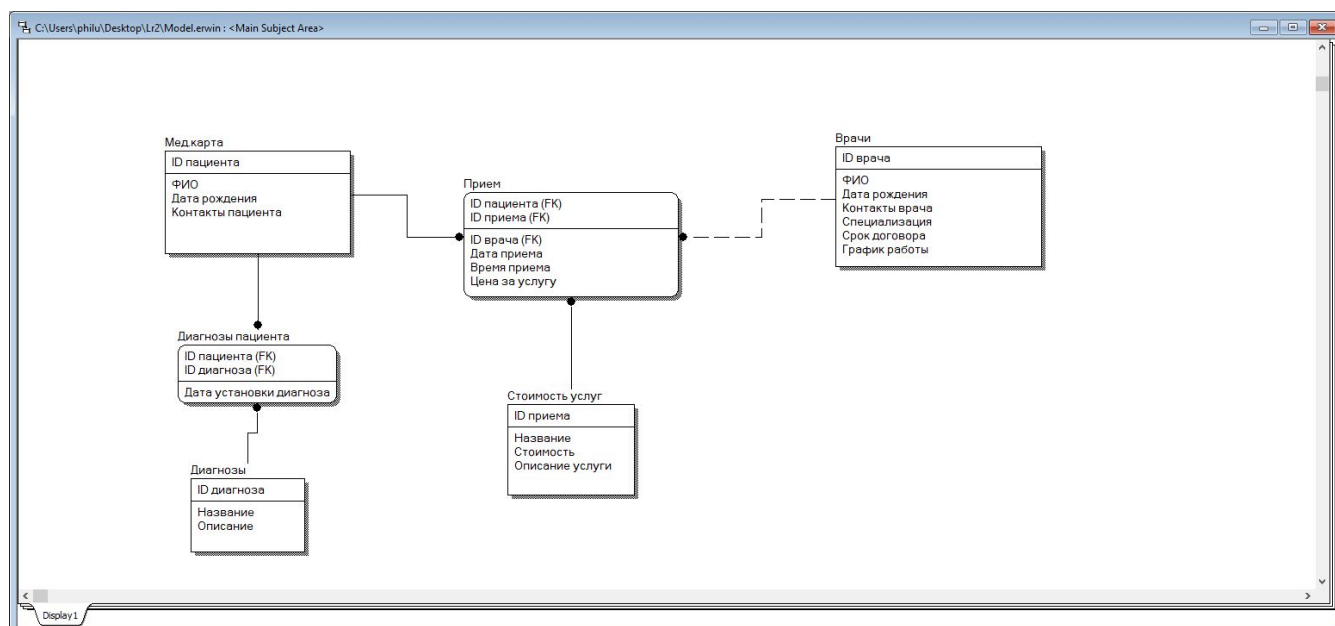 C:\Users\philu\Desktop\Lr2\Model.erwin : <Main Subject Area>
Мед.карта
ID пациента
ФИО
Дата рождения
Контакты пациента
Прием
ID пациента (FK)
ID приема (FK)
ID врача (FK)
Дата приема
Время приема
Цена за услугу
Врачи
ID врача
ФИО
Дата рождения
Контакты врача
Специализация
Срок договора
График работы
Диагнозы пациента
ID пациента (FK)
ID диагноза (FK)
Дата установки диагноза
Стоимость услуг
ID приема
Название
Стоимость
Описание услуги
Диагнозы
ID диагноза
Название
Описание
Display1